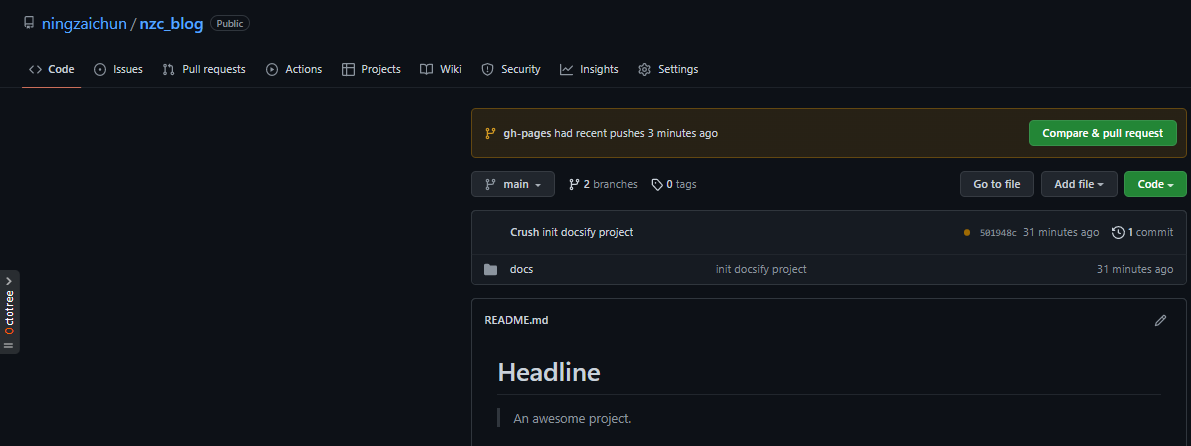 ningzaichun / nzc_blog Public
Code Issues Pull requests Actions Projects Wiki Security Insights Settings
gh-pages had recent pushes 3 minutes ago Compare & pull request
main 2 branches 0 tags Go to file Add file Code
Crush init docsify project 501948c 31 minutes ago 1 commit
docs init docsify project 31 minutes ago
Octotree
README.md
Headline
An awesome project.